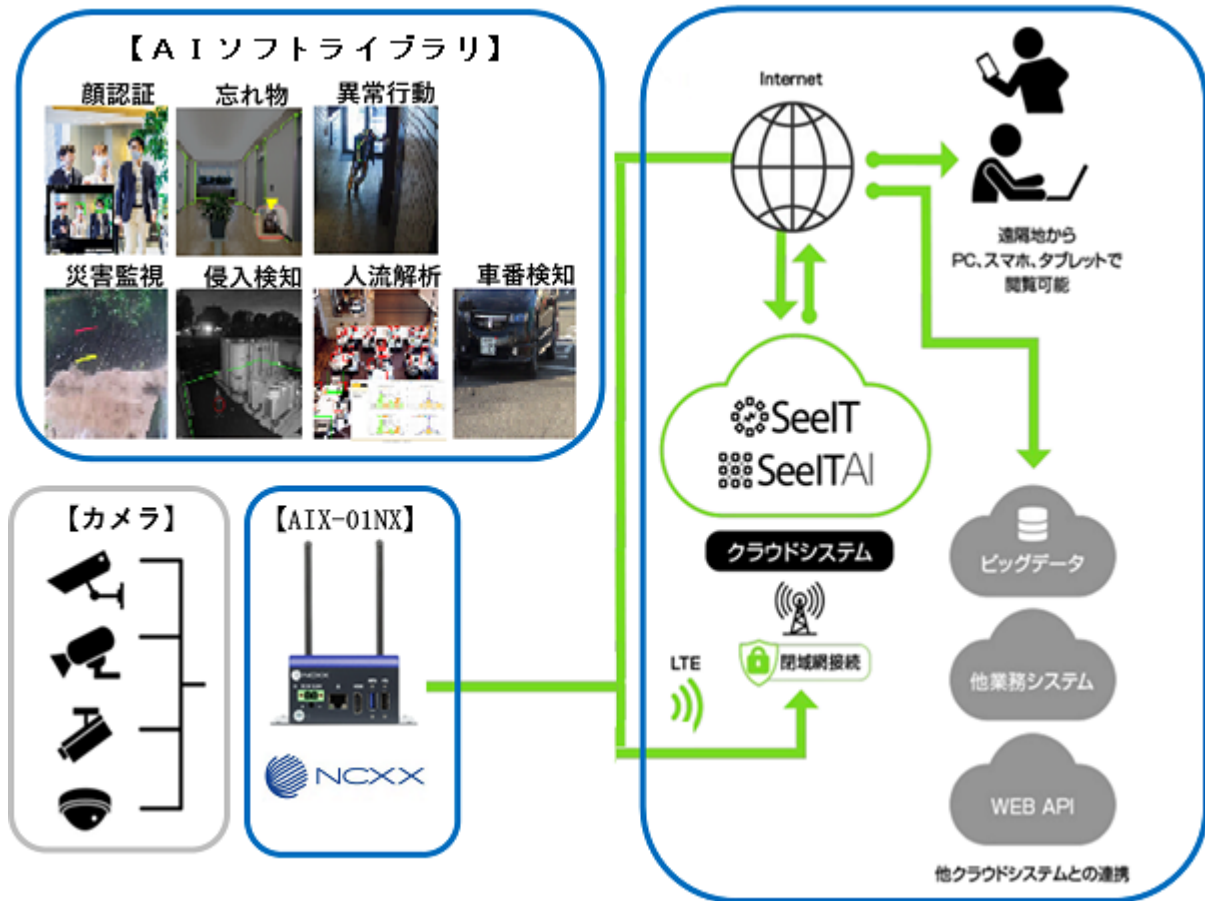 【ＡＩソフトライブラリ】
顔認証
忘れ物
異常行動
災害監視
侵入検知
人流解析
車番検知
【カメラ】
【AIX-01NX】
NCXX
NCXX
Internet
遠隔地から
PC、スマホ、タブレットで
閲覧可能
SeeIT
SeeITAI
クラウドシステム
LTE
閉域網接続
ビッグデータ
他業務システム
WEB API
他クラウドシステムとの連携